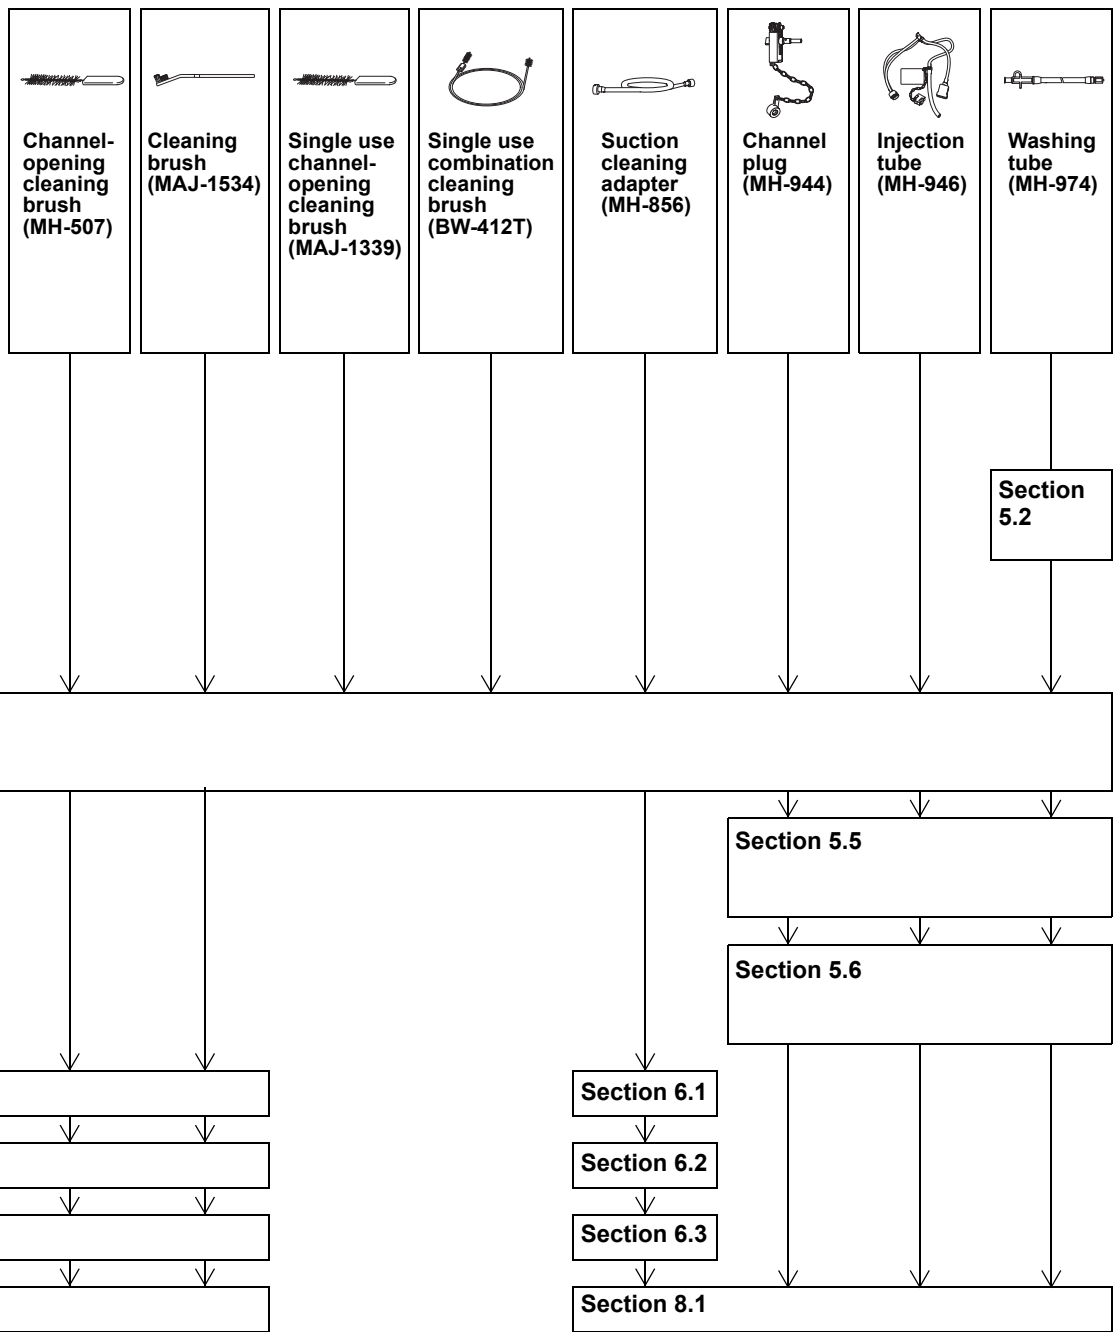 Channel-
opening
cleaning
brush
(MH-507)
Cleaning
brush
(MAJ-1534)
Single use
channel-
opening
cleaning
brush
(MAJ-1339)
Single use
combination
cleaning
brush
(BW-412T)
Suction
cleaning
adapter
(MH-856)
Channel
plug
(MH-944)
Injection
tube
(MH-946)
Washing
tube
(MH-974)
Section
5.2
Section 5.5
Section 5.6
Section 6.1
Section 6.2
Section 6.3
Section 8.1